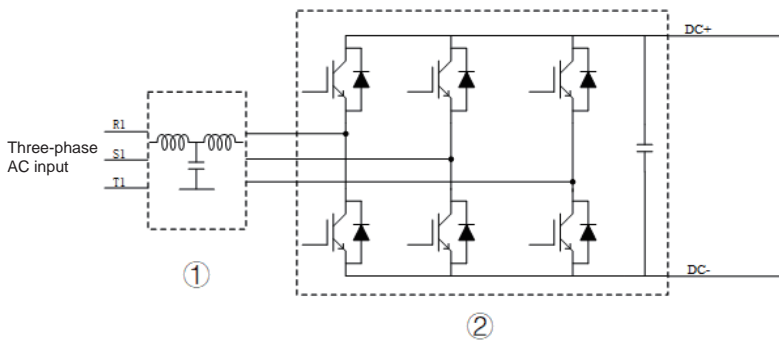 DC+
R1
Three-phase
AC input
S1
T1
DC-
①
②